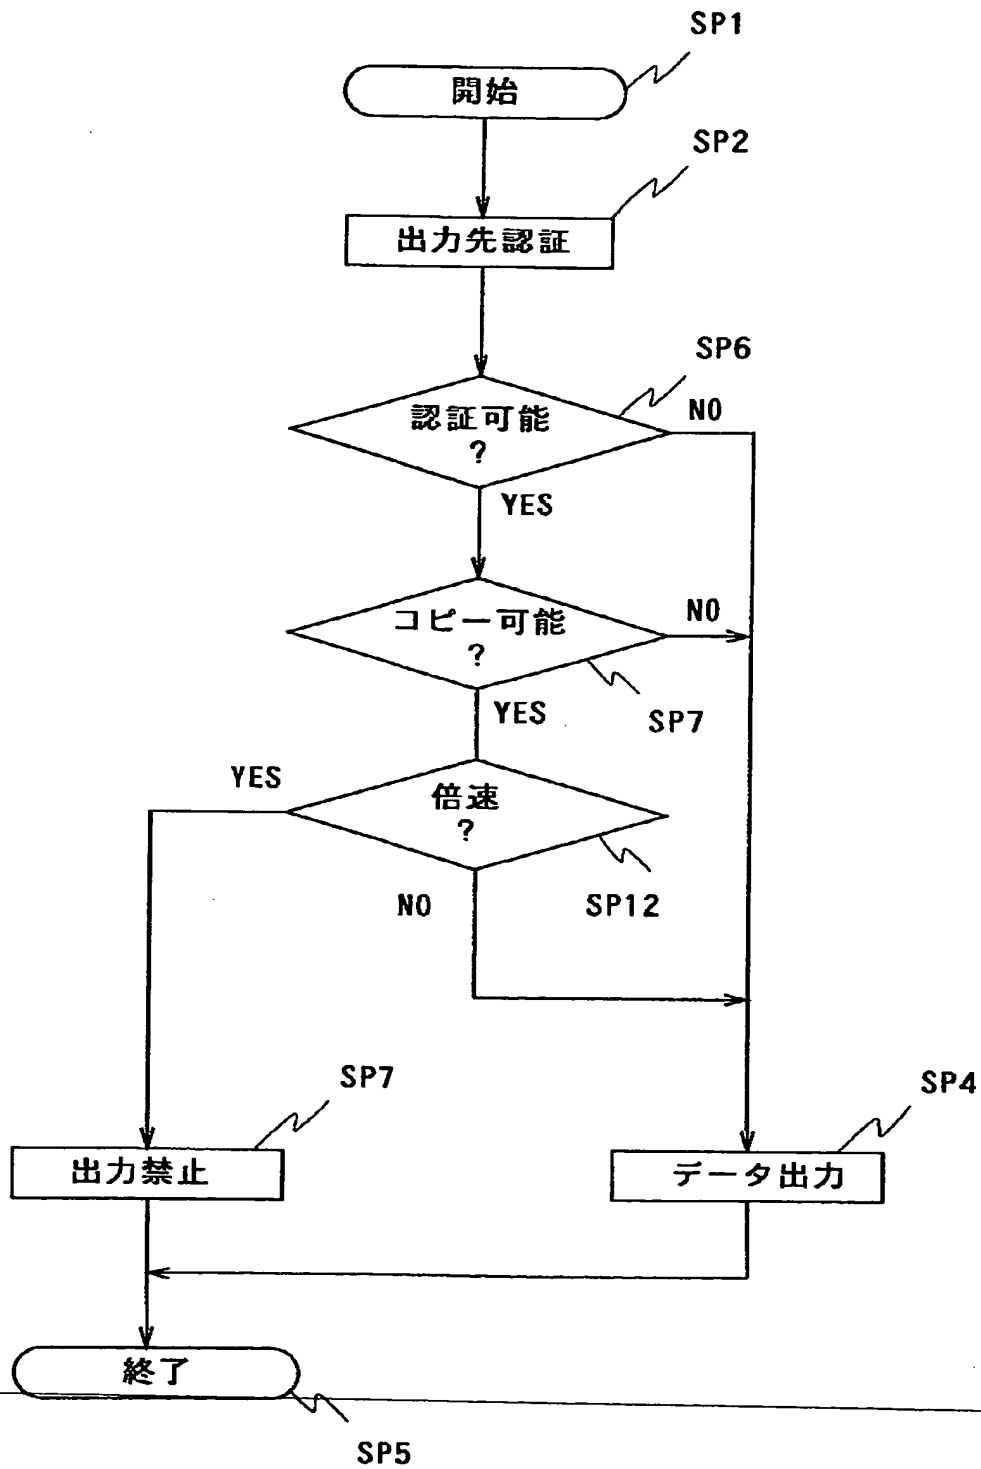 SP1
開始
SP2
出力先認証
SP6
認証可能
?
NO
YES
コピー可能
?
NO
SP7
YES
YES
倍速
?
NO
SP12
SP7
出力禁止
SP4
データ出力
終了
SP5